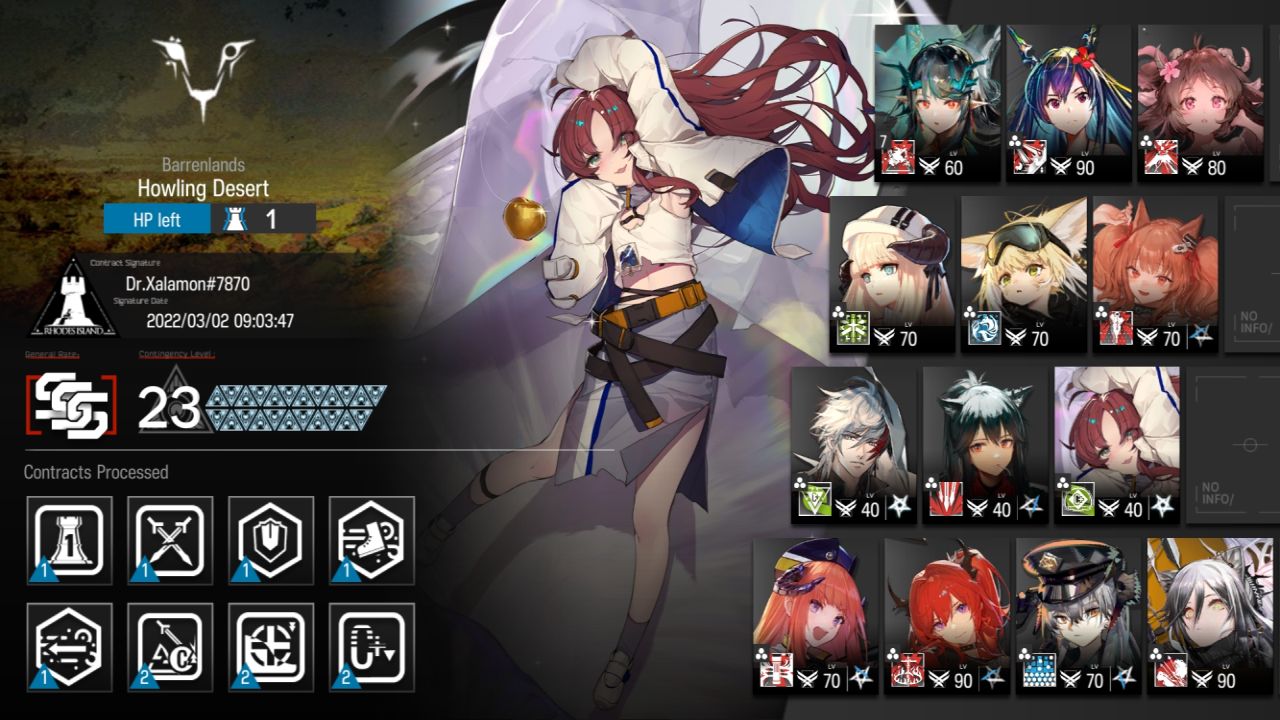 Barrenlands
Howling Desert
HP left 1
Contract Signature
Dr.Xalamon#7870
Signature Date
2022/03/02 09:03:47
RHODES ISLAND
General Rate:
Contingency Level:
SSS
23
Contracts Processed
1
1 1 1 1
1 2 2 2
7 LV 60
LV 90
LV 80
LV 70
LV 70
LV 70
NO INFO/
LV 40
LV 40
LV 40
NO INFO/
LV 70
LV 90
LV 70
LV 90